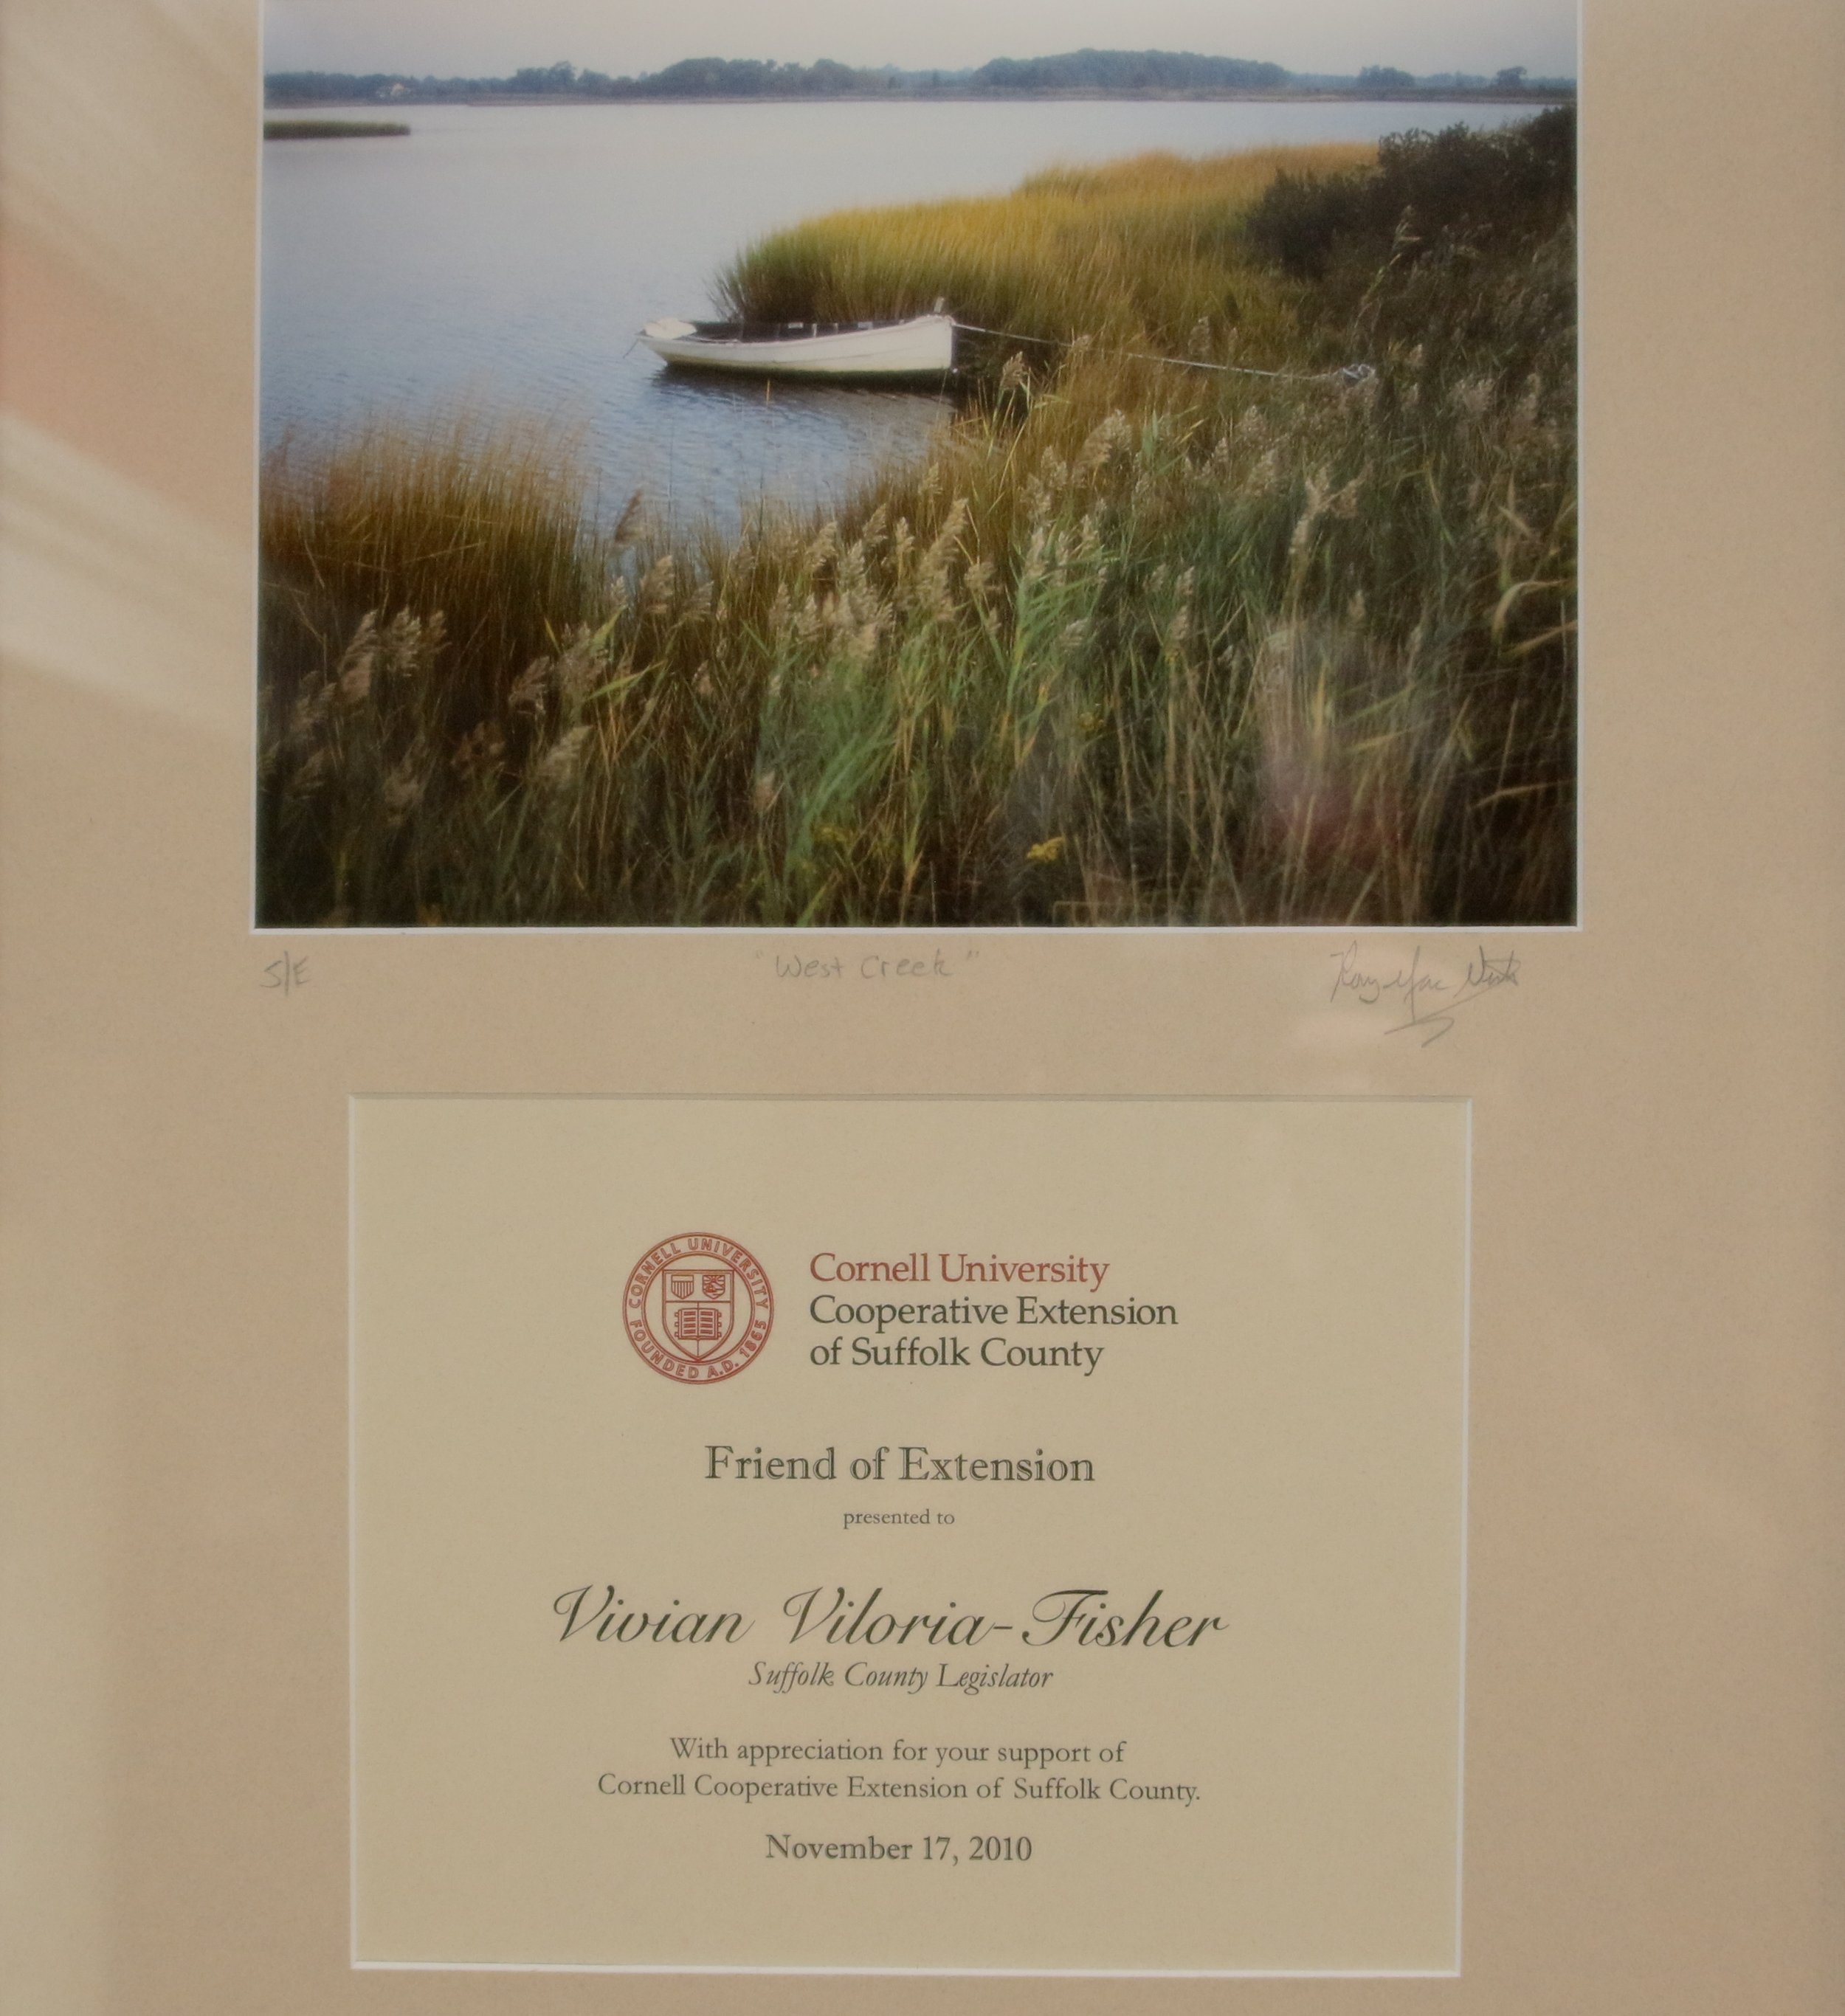 S/E
"West Creek"
CORNELL UNIVERSITY
FOUNDED A.D. 1865
Cornell University
Cooperative Extension
of Suffolk County
Friend of Extension
presented to
Vivian Viloria-Fisher
Suffolk County Legislator
With appreciation for your support of
Cornell Cooperative Extension of Suffolk County.
November 17, 2010